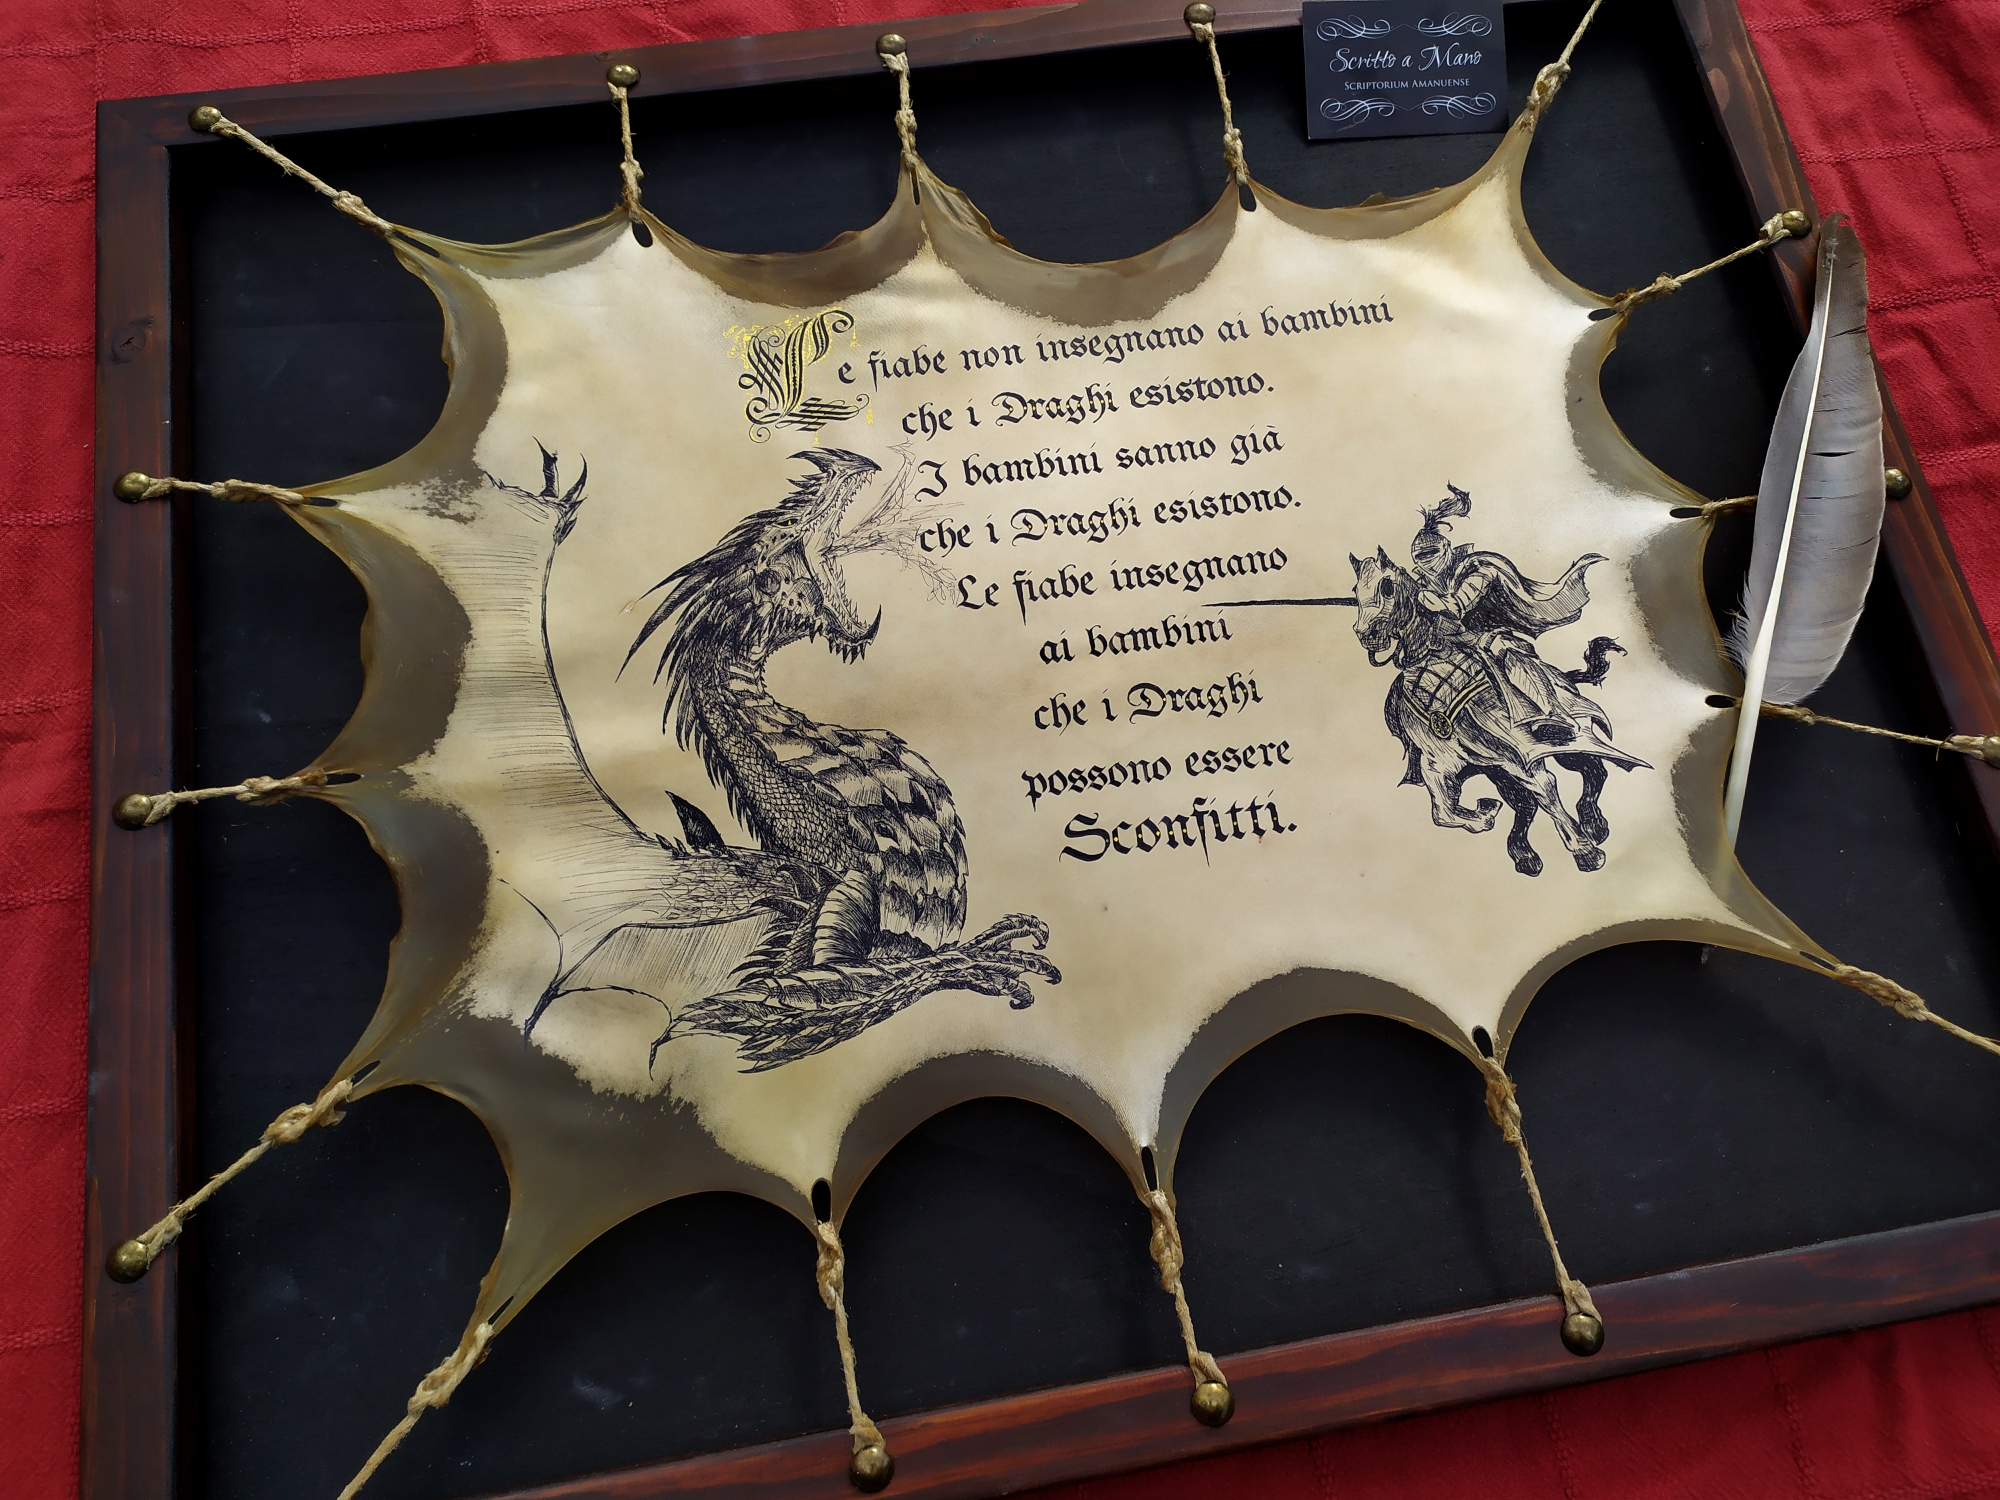 Scritto a Mano
Scriptorium Amanuense
Le fiabe non insegnano ai bambini
che i Draghi esistono.
I bambini sanno già
che i Draghi esistono.
Le fiabe insegnano
ai bambini
che i Draghi
possono essere
Sconfitti.